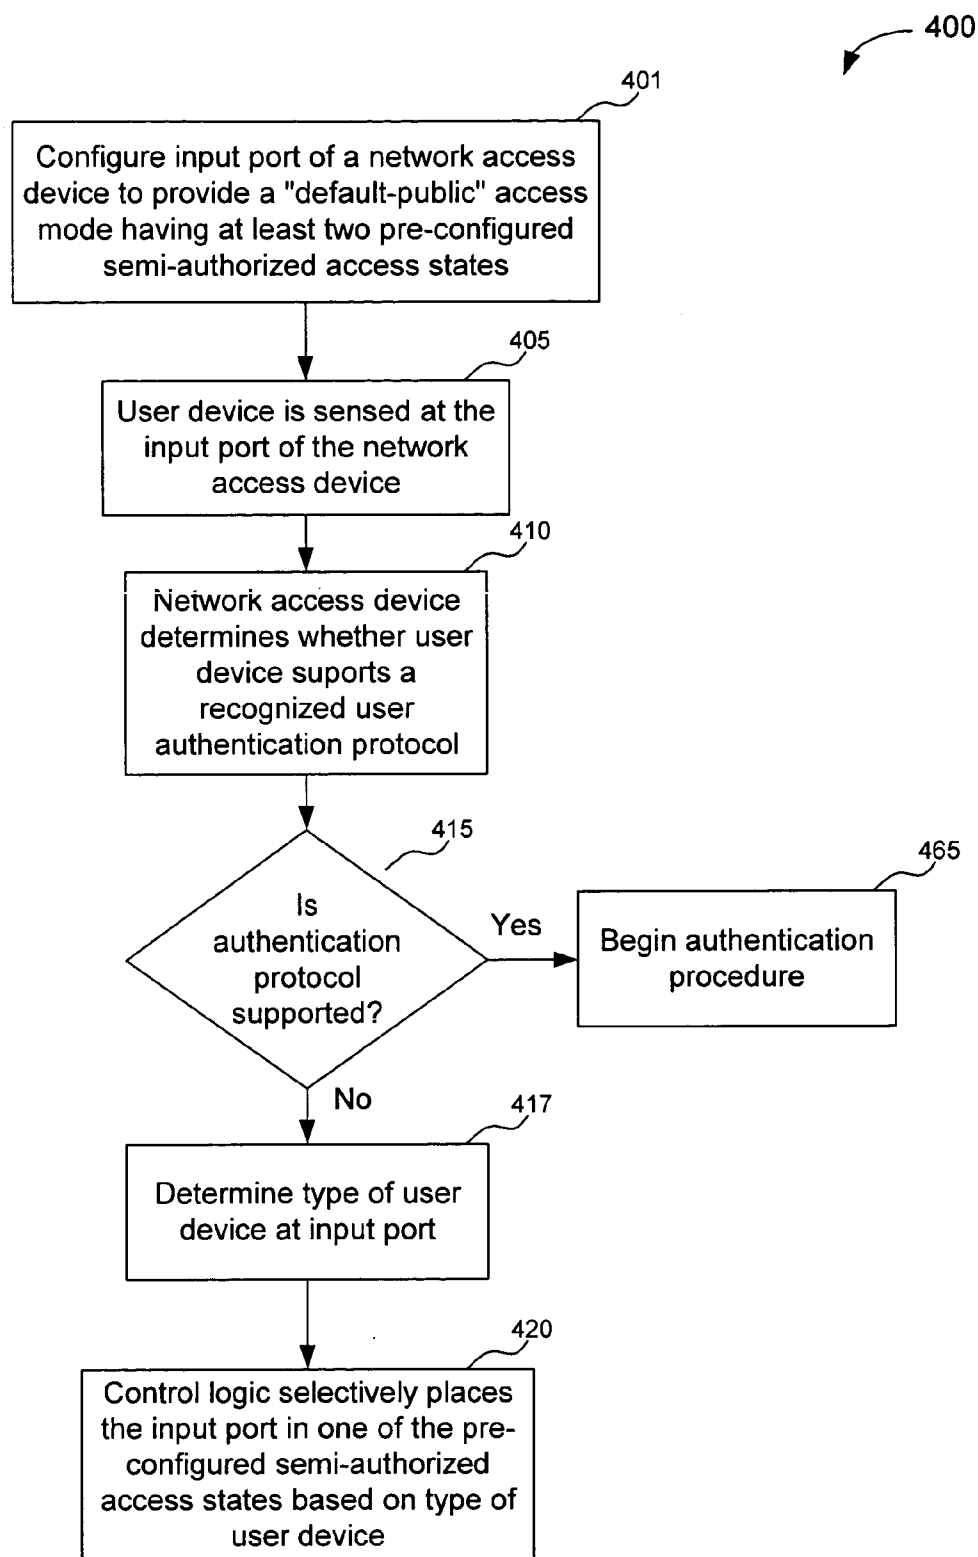 400
401
Configure input port of a network access
device to provide a "default-public" access
mode having at least two pre-configured
semi-authorized access states
405
User device is sensed at the
input port of the network
access device
410
Network access device
determines whether user
device suports a
recognized user
authentication protocol
415
Is
authentication
protocol
supported?
Yes
465
Begin authentication
procedure
No
417
Determine type of user
device at input port
420
Control logic selectively places
the input port in one of the pre-
configured semi-authorized
access states based on type of
user device